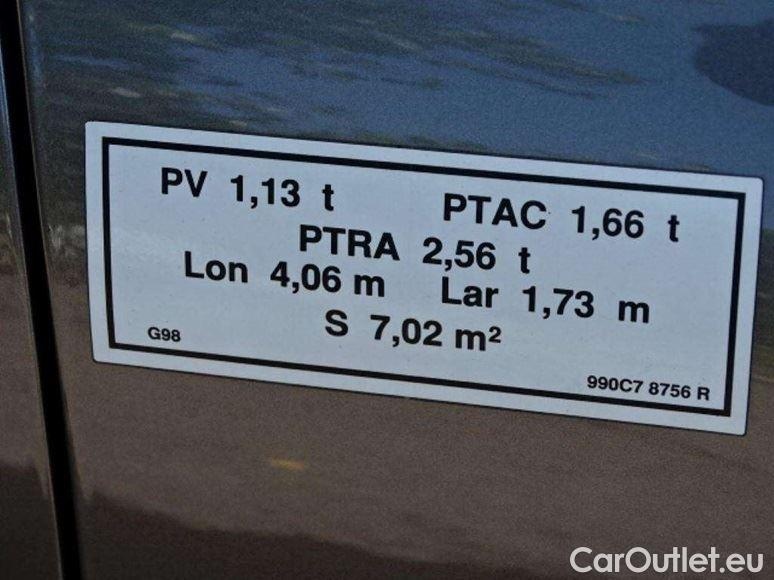 PV 1,13 t PTAC 1,66 t
PTRA 2,56 t
Lon 4,06 m Lar 1,73 m
S 7,02 m²
G98 990C7 8756 R
CarOutlet.eu